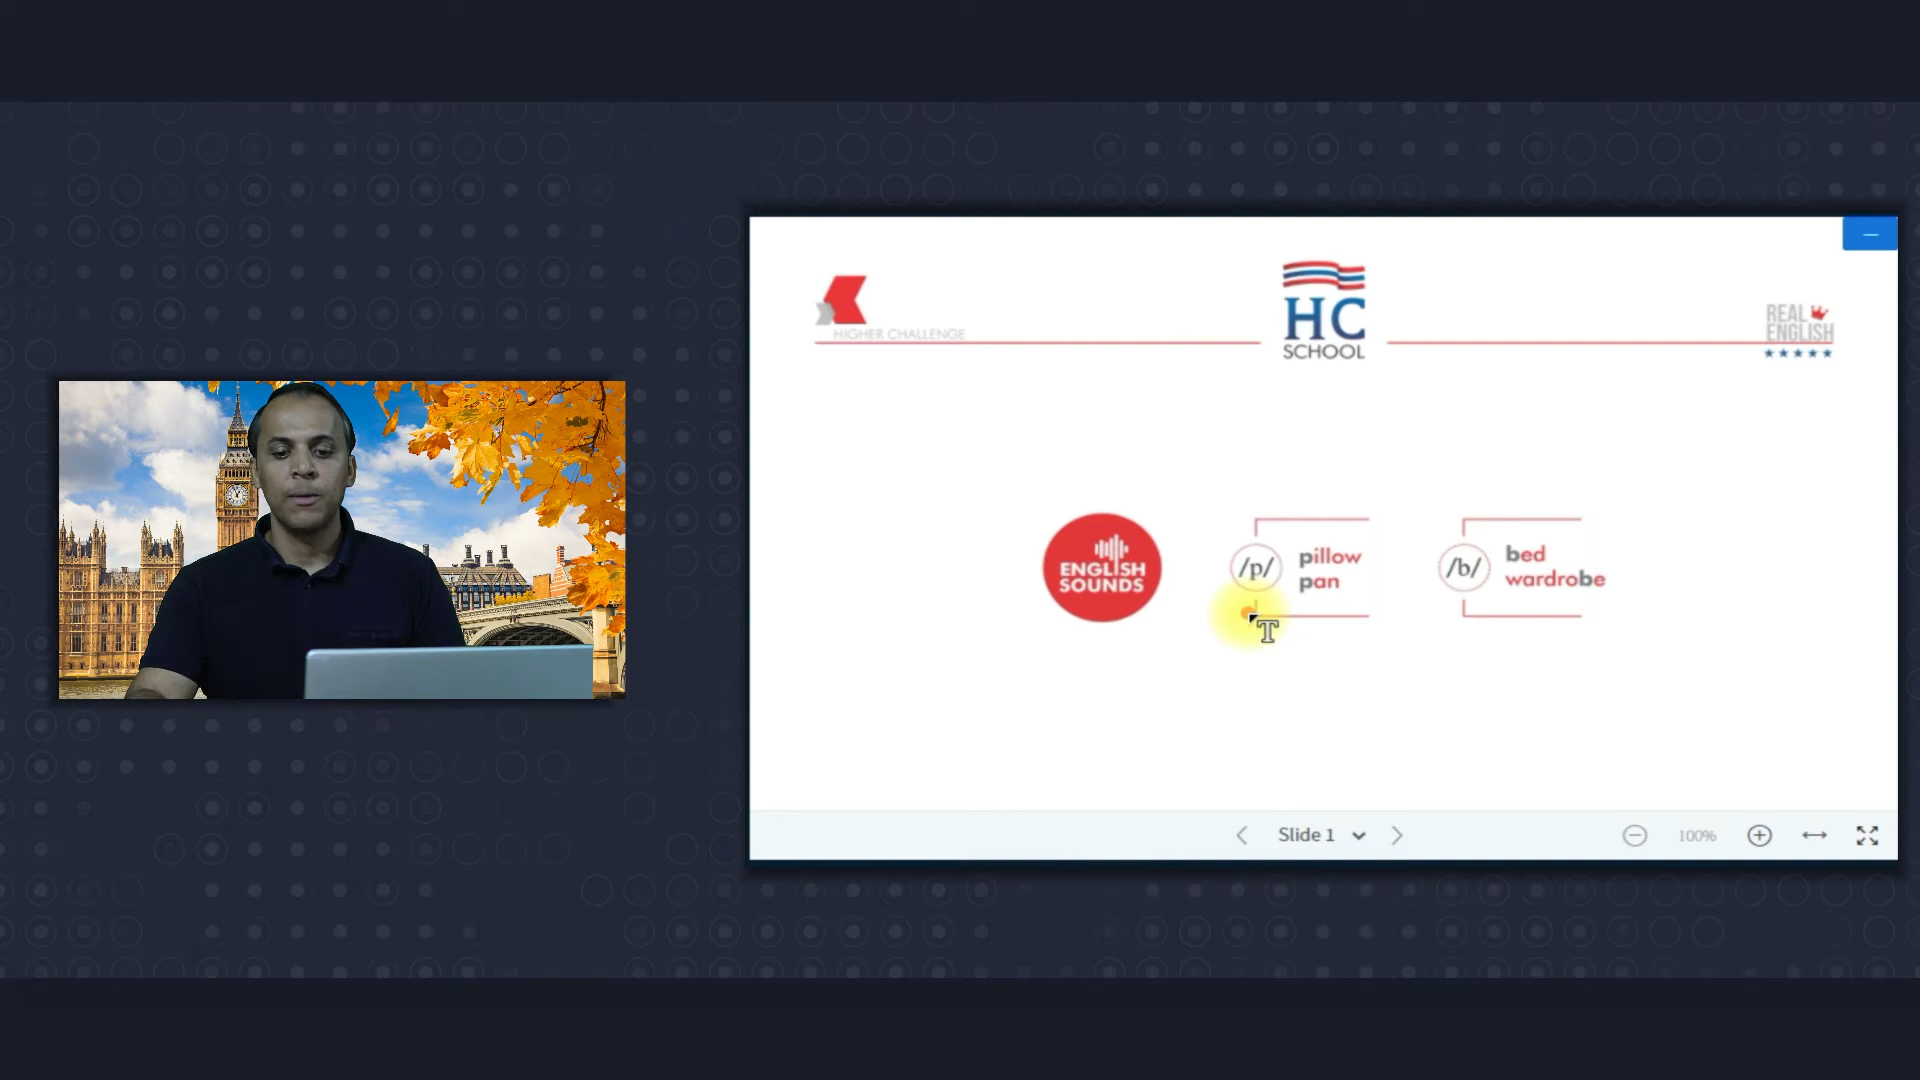 HIGHER CHALLENGE
HC
SCHOOL
REAL
ENGLISH
ENGLISH
SOUNDS
/p/
pillow
pan
/b/
bed
wardrobe
Slide 1
100%